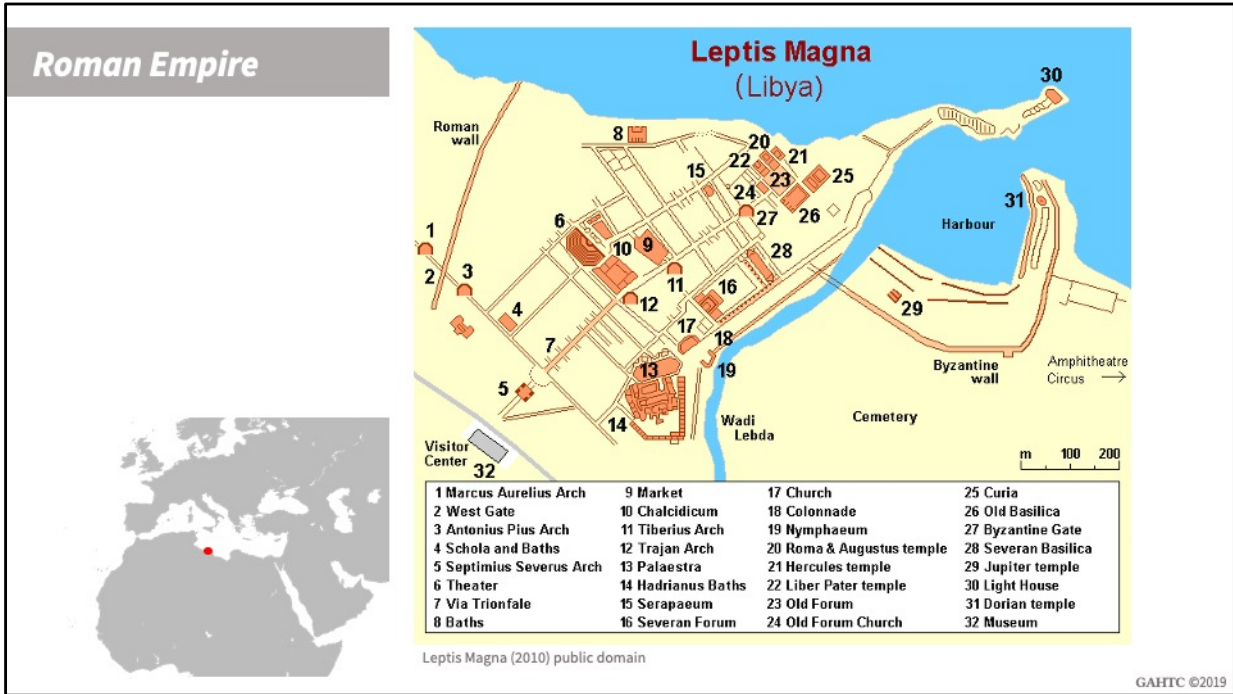 Roman Empire
Leptis Magna
(Libya)
30
Roman
wall
8
20
21
22
15
23
25
24
31
1
6
27
26
Harbour
2
10
9
28
3
11
16
12
29
4
17
18
7
19
Byzantine
wall
Amphitheatre
Circus
13
5
Wadi
Lebda
Cemetery
14
Visitor
Center
32
m 100 200
1 Marcus Aurelius Arch
2 West Gate
3 Antonius Pius Arch
4 Schola and Baths
5 Septimius Severus Arch
6 Theater
7 Via Trionfale
8 Baths
9 Market
10 Chalcidicum
11 Tiberius Arch
12 Trajan Arch
13 Palaestra
14 Hadrianus Baths
15 Serapaeum
16 Severan Forum
17 Church
18 Colonnade
19 Nymphaeum
20 Roma & Augustus temple
21 Hercules temple
22 Liber Pater temple
23 Old Forum
24 Old Forum Church
25 Curia
26 Old Basilica
27 Byzantine Gate
28 Severan Basilica
29 Jupiter temple
30 Light House
31 Dorian temple
32 Museum
Leptis Magna (2010) public domain
GAHTC ©2019